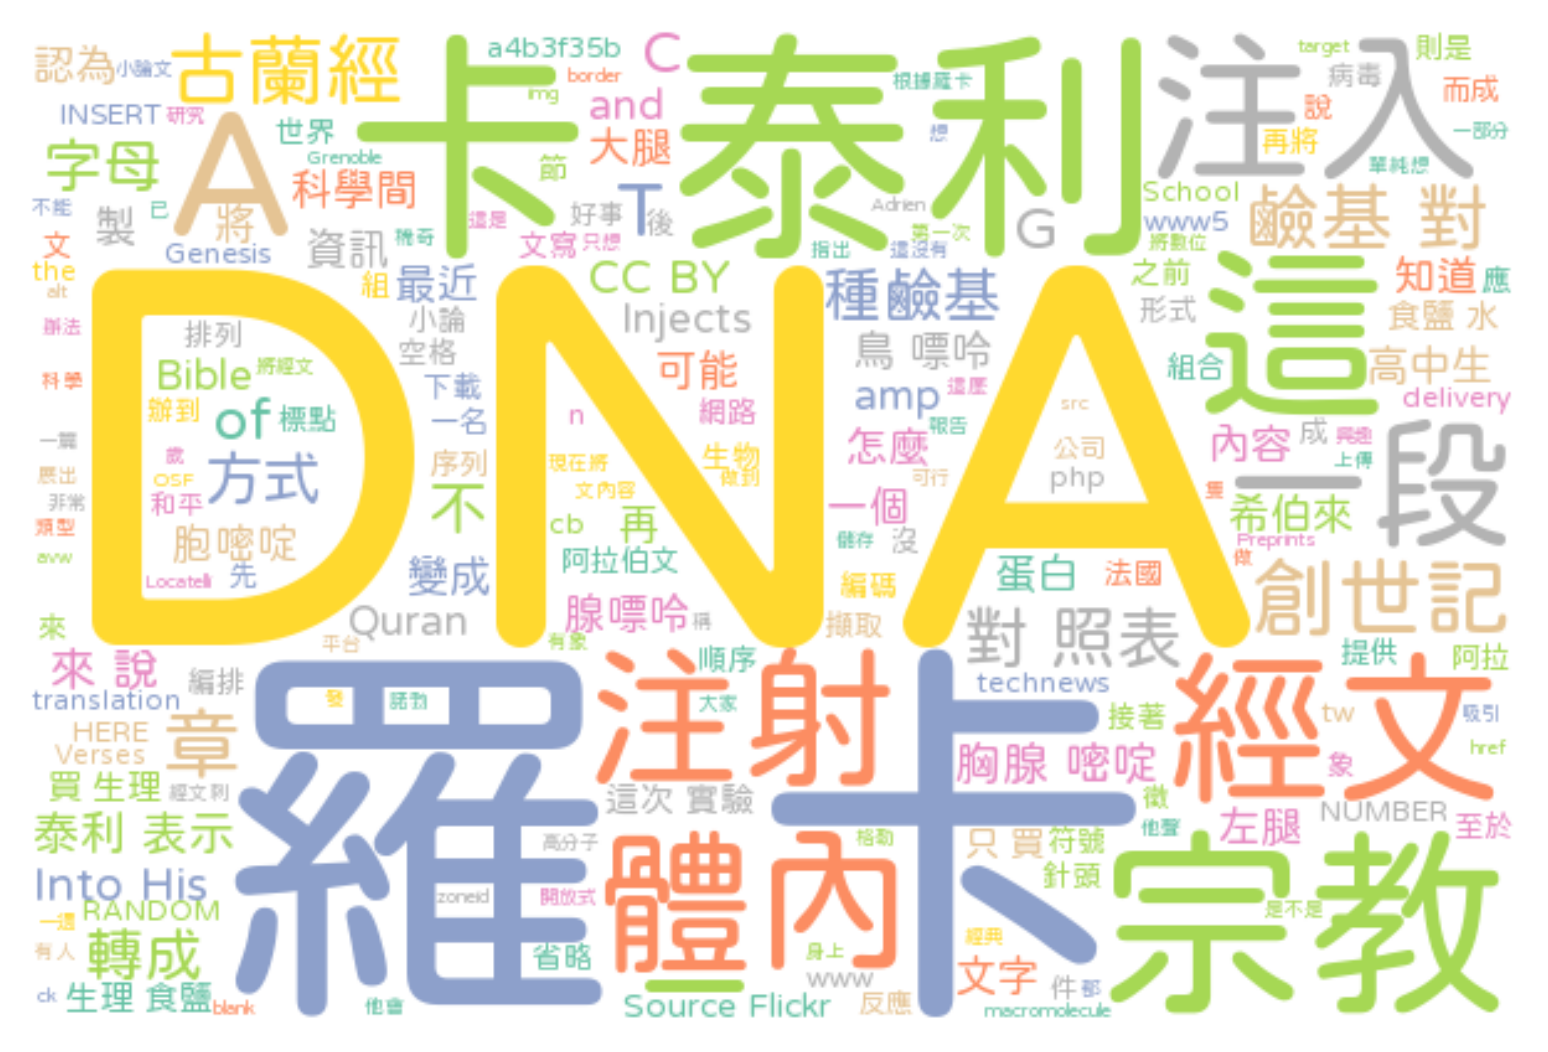 認為
小論文
古蘭經
a4b3f35b
C
卡泰利
注入
target
則是
border
img
根據羅卡
病毒
而成
INSERT
研究
世界
and
想
說
一部分
字母
A
Grenoble
大腿
再將
單純想
科學間
節
School
鹼基 對
不能
製
已
將
這是
T
後
好事
Adrien
G
www5
文
Genesis
資訊
稀奇
文寫
只想
指出
第一次
這沒有
將數位
the
alt
組
最近
CC BY
種鹼基
之前
這
知道
應
辦法
DNA
排列
小論
空格
Injects
鳥 嘌呤
形式
食鹽 水
科學
Bible
將經文
下載
可能
amp
這麼
組合
高中生
辦到
of
標點
一名
n
網路
怎麼
報告
src
delivery
一篇
歲
公司
內容
成
興趣
上傳
一段
展出
OSF
方式
序列
現在將
生物
做到
可行
php
隻
非常
和平
不
文內容
一個
希伯來
類型
胞嘧啶
cb
再
儲存
沒
Preprints
avw
Locatelli
先
變成
阿拉伯文
編碼
蛋白
法國
做
創世記
來
Quran
腺嘌呤
稱
擷取
對 照表
平台
有象
來 說
編排
順序
提供
阿拉
translation
發
諾勃
注射
大家
technews
經文
tw
吸引
HERE
章
接著
href
Verses
胸腺 嘧啶
象
買 生理
經文到
這次 實驗
徵
NUMBER
泰利 表示
羅卡
高分子
格勒
他聲
左腿
至於
只 買
符號
Into His
zoneid
開放式
體內
針頭
宗教
一這
RANDOM
是不是
有人
轉成
省略
經典
身上
文字
ck
生理 食鹽
blank
他會
www
件
都
Source Flickr
反應
macromolecule